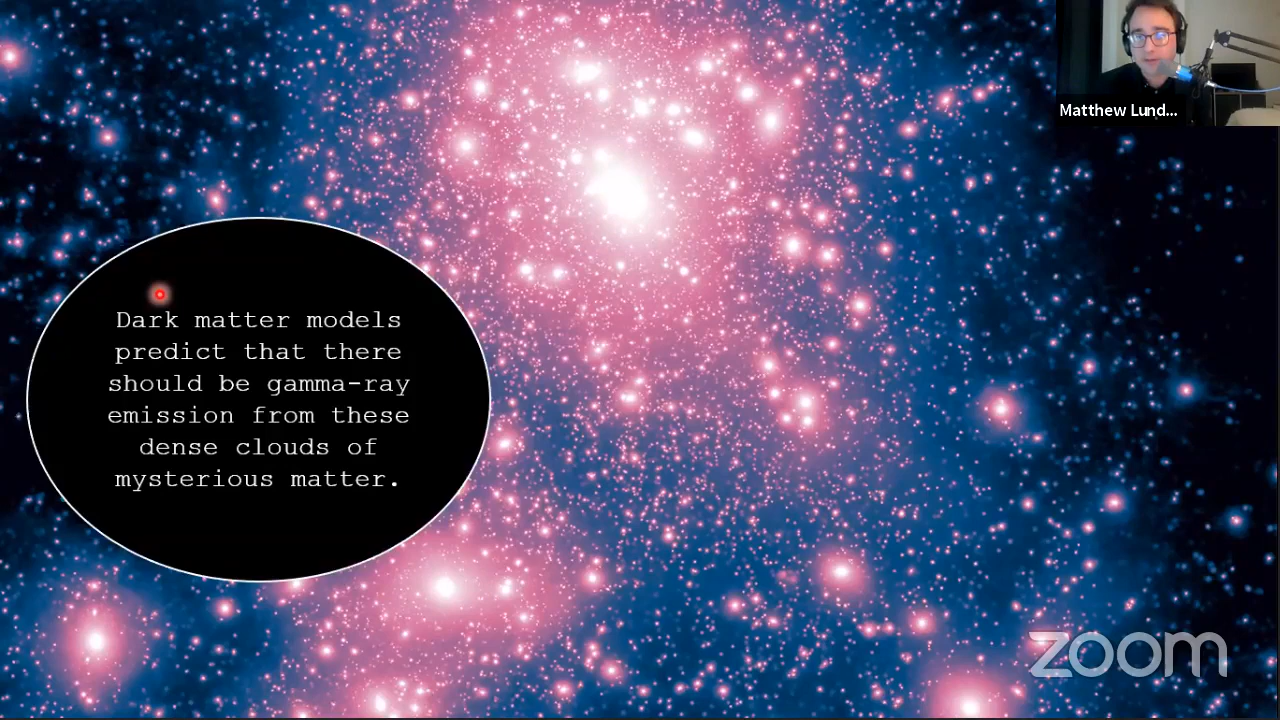 Matthew Lund...
Dark matter models
predict that there
should be gamma-ray
emission from these
dense clouds of
mysterious matter.
zoom